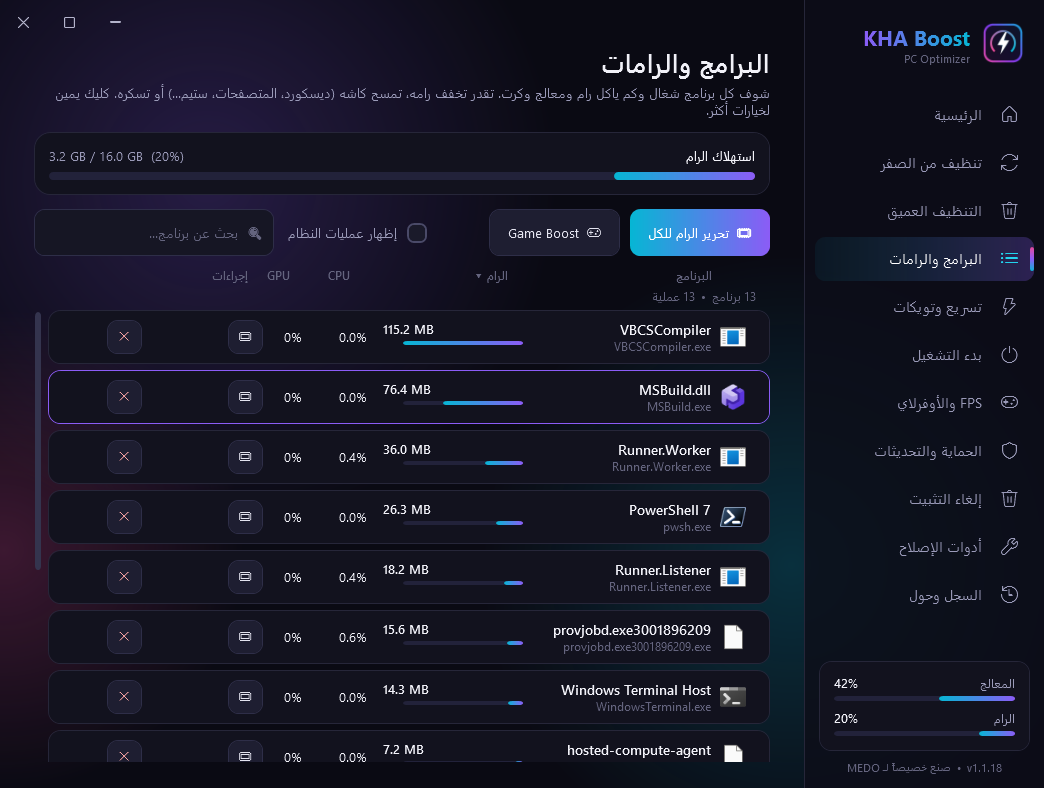 KHA Boost
PC Optimizer
الرئيسية
تنظيف من الصفر
التنظيف العميق
البرامج والرامات
تسريع وتويكات
بدء التشغيل
FPS والأوفرلاي
الحماية والتحديثات
إلغاء التثبيت
أدوات الإصلاح
السجل وحول
المعالج 42%
الرام 20%
v1.1.18 • صنع خصيصاً لـ MEDO
البرامج والرامات
شوف كل برنامج شغال وكم ياكل رام ومعالج وكرت. تقدر تخفف رامه، تمسح كاشه (ديسكورد، المتصفحات، ستيم...) أو تسكره. كليك يمين
لخيارات أكثر.
استهلاك الرام 3.2 GB / 16.0 GB (20%)
تحرير الرام للكل
Game Boost
إظهار عمليات النظام
بحث عن برنامج...
البرنامج الرام ▼ CPU GPU إجراءات
13 برنامج • 13 عملية
VBCSCompiler 115.2 MB 0.0% 0%
VBCSCompiler.exe
MSBuild.dll 76.4 MB 0.0% 0%
MSBuild.exe
Runner.Worker 36.0 MB 0.4% 0%
Runner.Worker.exe
PowerShell 7 26.3 MB 0.0% 0%
pwsh.exe
Runner.Listener 18.2 MB 0.4% 0%
Runner.Listener.exe
provjobd.exe3001896209 15.6 MB 0.6% 0%
provjobd.exe3001896209.exe
Windows Terminal Host 14.3 MB 0.0% 0%
WindowsTerminal.exe
hosted-compute-agent 7.2 MB 0.0% 0%